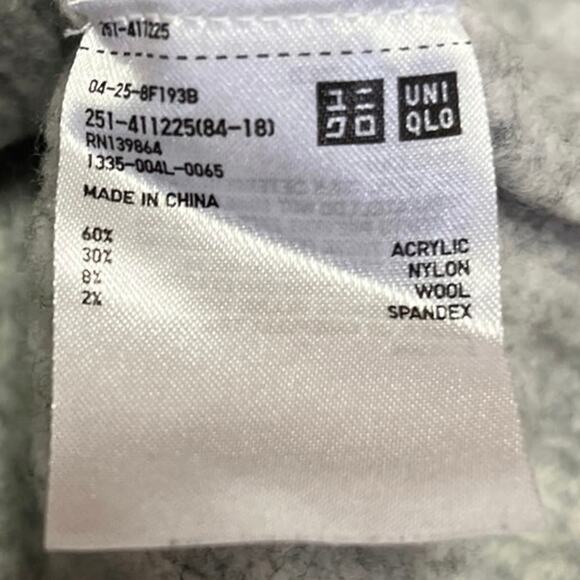 251-411225
04-25-8F193B
251-411225(84-18)
RN139864
1335-004L-0065
MADE IN CHINA
ユニ
クロ
UNI
QLO
60% ACRYLIC
30% NYLON
8% WOOL
2% SPANDEX